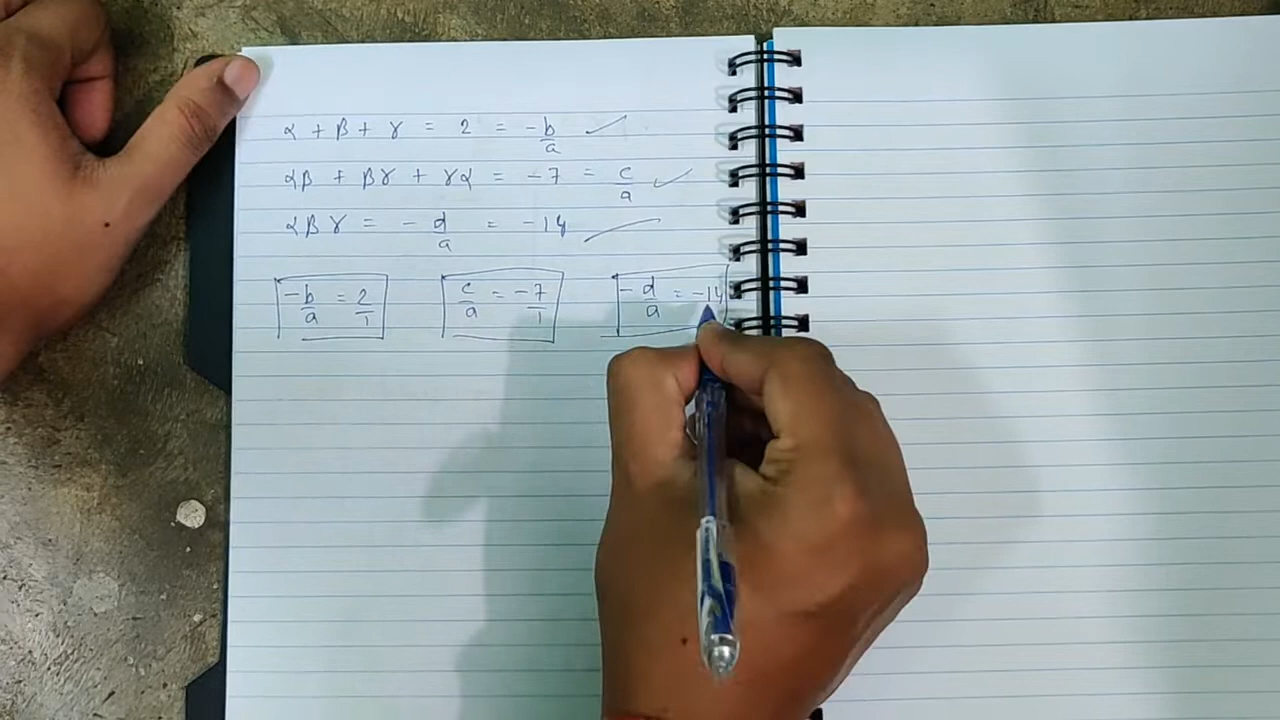 α + β + γ = 2 = -b/a ✓
αβ + βγ + γα = -7 = c/a ✓
αβγ = -d/a = -14 ✓
-b/a = 2/1   c/a = -7/1   -d/a = -14